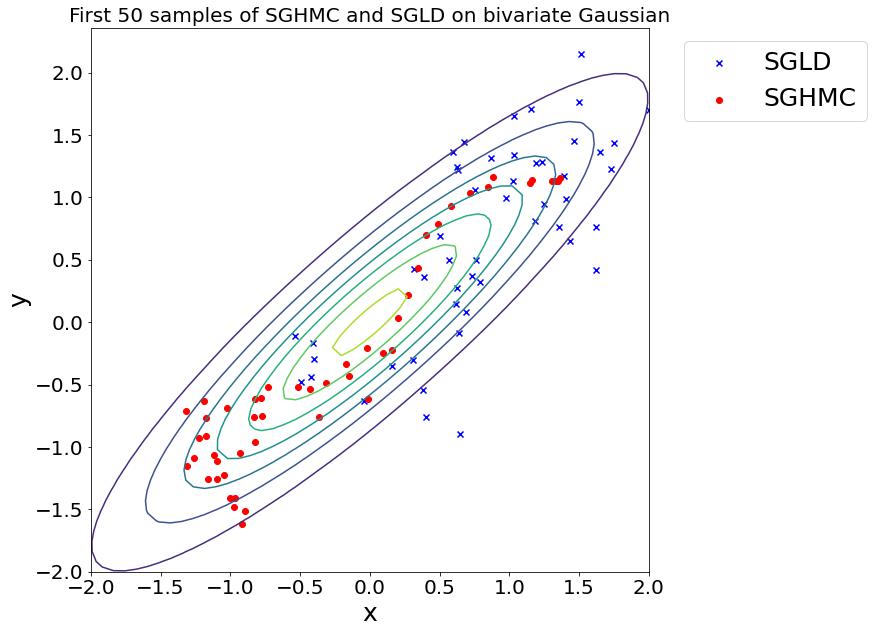 First 50 samples of SGHMC and SGLD on bivariate Gaussian
SGLD
SGHMC
2.0
1.5
1.0
0.5
0.0
−0.5
−1.0
−1.5
−2.0
y
−2.0 −1.5 −1.0 −0.5 0.0 0.5 1.0 1.5 2.0
x